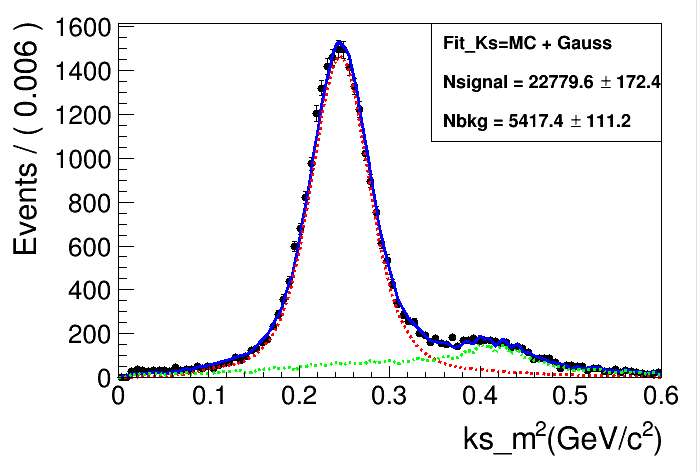 Fit_Ks=MC + Gauss
Nsignal = 22779.6 ± 172.4
Nbkg = 5417.4 ± 111.2
Events / ( 0.006 )
1600
1400
1200
1000
800
600
400
200
0
0 0.1 0.2 0.3 0.4 0.5 0.6
ks_m²(GeV/c²)